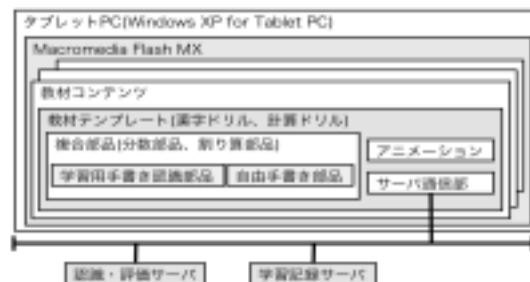 タブレットPC(Windows XP for Tablet PC)
Macromedia Flash MX
教材コンテンツ
教材テンプレート(漢字ドリル、計算ドリル)
複合部品(分数部品、割り算部品)
学習用手書き認識部品
自由手書き部品
アニメーション
サーバ通信部
認識・評価サーバ
学習記録サーバ